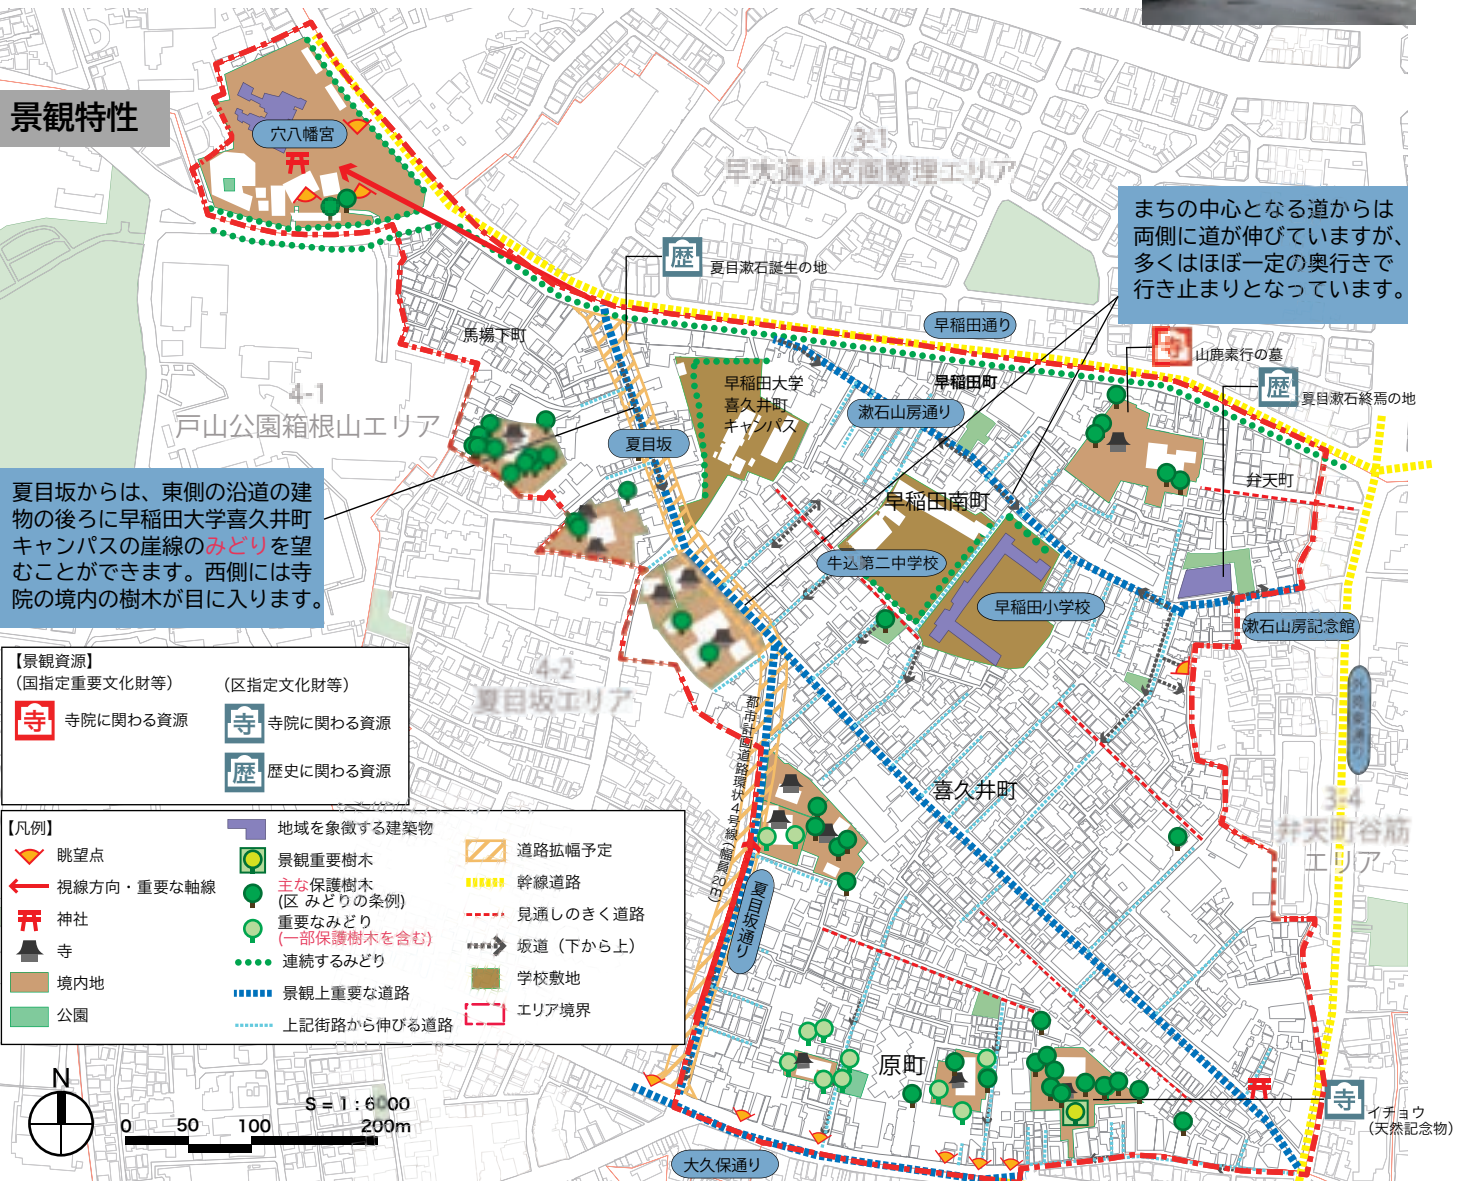 景観特性
穴八幡宮
3-1
早大通り区画整理エリア
まちの中心となる道からは
両側に道が伸びていますが、
多くはほぼ一定の奥行きで
行き止まりとなっています。
歴
夏目漱石誕生の地
馬場下町
早稲田通り
寺
山鹿素行の墓
歴
夏目漱石終焉の地
4-1
戸山公園箱根山エリア
早稲田大学
喜久井町
キャンパス
早稲田町
漱石山房通り
夏目坂
弁天町
夏目坂からは、東側の沿道の建
物の後ろに早稲田大学喜久井町
キャンパスの崖線のみどりを望
むことができます。西側には寺
院の境内の樹木が目に入ります。
早稲田南町
牛込第二中学校
早稲田小学校
漱石山房記念館
4-2
夏目坂エリア
外苑東通り
都市計画道路環状4号線(幅員20m)
喜久井町
3-4
弁天町谷筋
エリア
夏目坂通り
原町
寺
イチョウ
(天然記念物)
大久保通り
【景観資源】
(国指定重要文化財等)
(区指定文化財等)
寺
寺院に関わる資源
寺
寺院に関わる資源
歴
歴史に関わる資源
【凡例】
眺望点
視線方向・重要な軸線
神社
寺
境内地
公園
地域を象徴する建築物
景観重要樹木
主な保護樹木
(区 みどりの条例)
重要なみどり
(一部保護樹木を含む)
連続するみどり
景観上重要な道路
上記街路から伸びる道路
道路拡幅予定
幹線道路
見通しのきく道路
坂道（下から上）
学校敷地
エリア境界
N
S = 1 : 6000
0 50 100 200m